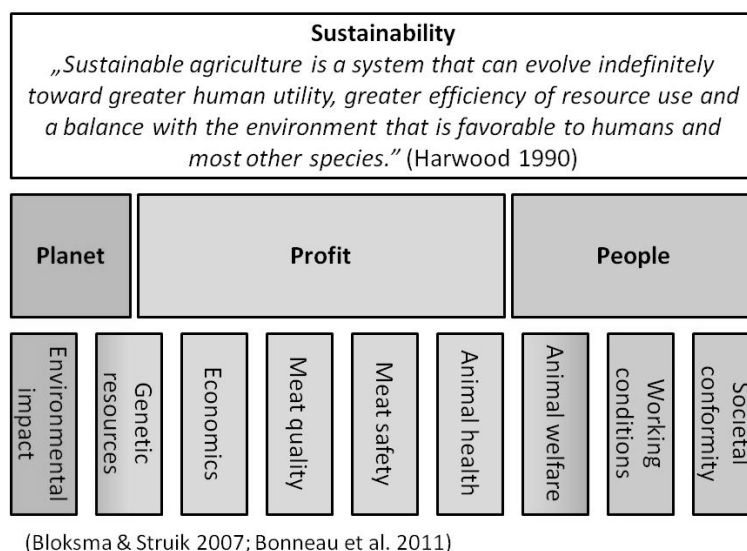 Sustainability
„Sustainable agriculture is a system that can evolve indefinitely
toward greater human utility, greater efficiency of resource use and
a balance with the environment that is favorable to humans and
most other species.” (Harwood 1990)
Planet
Profit
People
Environmental
impact
Genetic
resources
Economics
Meat quality
Meat safety
Animal health
Animal welfare
Working
conditions
Societal
conformity
(Bloksma & Struik 2007; Bonneau et al. 2011)